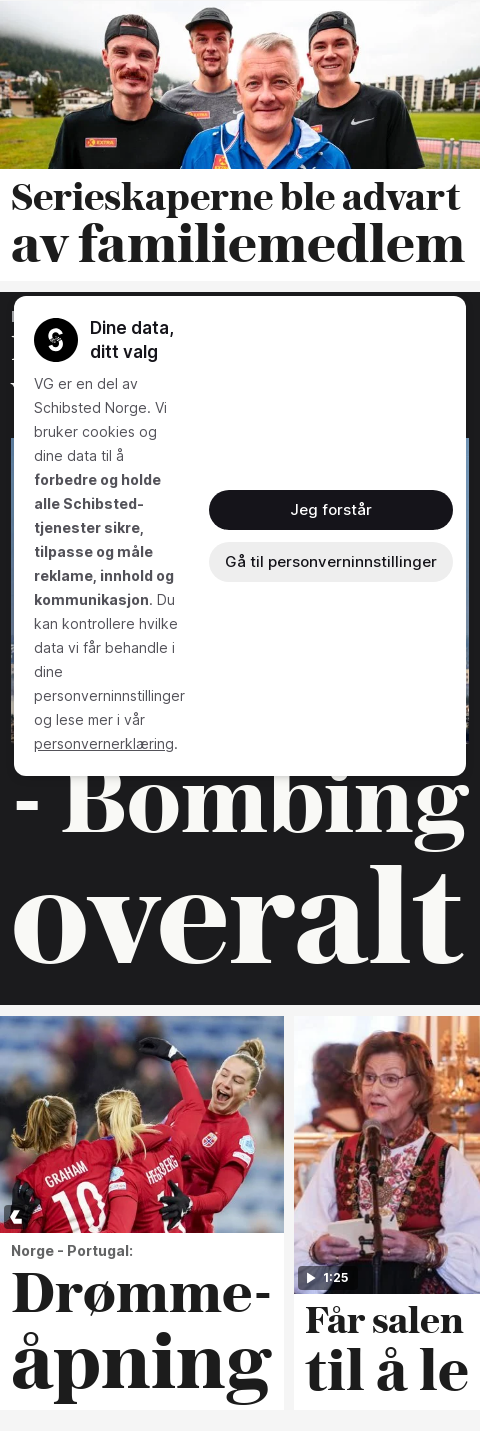 Serieskaperne ble advart
av familiemedlem
Dine data,
ditt valg
VG er en del av
Schibsted Norge. Vi
bruker cookies og
dine data til å
forbedre og holde
alle Schibsted-
tjenester sikre,
tilpasse og måle
reklame, innhold og
kommunikasjon. Du
kan kontrollere hvilke
data vi får behandle i
dine
personverninnstillinger
og lese mer i vår
personvernerklæring.
Jeg forstår
Gå til personverninnstillinger
- Bombing
overalt
GRAHAM
10
HEGERBERG
Norge - Portugal:
Drømme-
åpning
1:25
Får salen
til å le